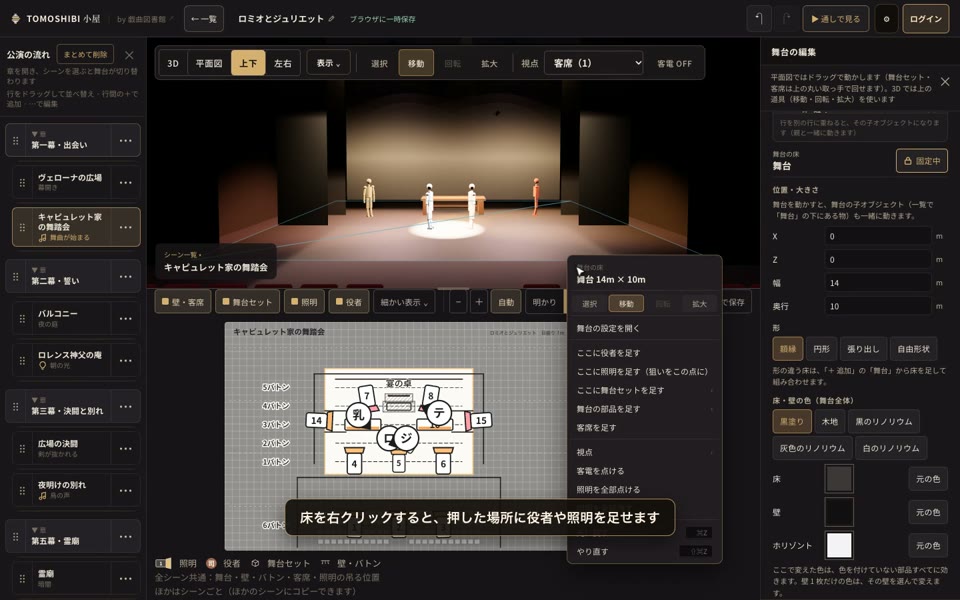 TOMOSHIBI 小屋
by 戯曲図書館
← 一覧
ロミオとジュリエット
ブラウザに一時保存
▶ 通しで見る
ログイン
公演の流れ
まとめて削除
章を開き、シーンを選ぶと舞台が切り替わります
行をドラッグして並べ替え・行間の＋で追加・…で編集
▼ 章
第一幕・出会い
ヴェローナの広場
幕開き
キャピュレット家の舞踏会
舞曲が始まる
▼ 章
第二幕・誓い
バルコニー
夜の庭
ロレンス神父の庵
朝の光
▼ 章
第三幕・決闘と別れ
広場の決闘
剣が抜かれる
夜明けの別れ
鳥の声
▼ 章
第五幕・霊廟
霊廟
暗闇
3D
平面図
上下
左右
表示
選択
移動
回転
拡大
視点
客席（1）
客電 OFF
シーン一覧
キャピュレット家の舞踏会
壁・客席
舞台セット
照明
役者
細かい表示
−
＋
自動
明かり
で保存
キャピュレット家の舞踏会
5バトン
4バトン
3バトン
2バトン
1バトン
6バトン
宴の卓
7
8
乳
テ
14
15
ロ
ジ
4
5
6
舞台の床
舞台 14m × 10m
選択
移動
回転
拡大
舞台の設定を開く
ここに役者を足す
ここに照明を足す（狙いをこの点に）
ここに舞台セットを足す
舞台の部品を足す
客席を足す
視点
客電を点ける
照明を全部点ける
⌘Z
やり直す
⇧⌘Z
床を右クリックすると、押した場所に役者や照明を足せます
照明
役者
舞台セット
壁・バトン
全シーン共通：舞台・壁・バトン・客席・照明の吊る位置
ほかはシーンごと（ほかのシーンにコピーできます）
舞台の編集
平面図ではドラッグで動かします（舞台セット・客席は上の丸い取っ手で回せます）。3D では上の道具（移動・回転・拡大）を使います
行を別の行に重ねると、その子オブジェクトになります（親と一緒に動きます）
舞台の床
舞台
固定中
位置・大きさ
舞台を動かすと、舞台の子オブジェクト（一覧で「舞台」の下にある物）も一緒に動きます。
X
0
m
Z
0
m
幅
14
m
奥行
10
m
形
額縁
円形
張り出し
自由形状
形の違う床は、「＋ 追加」の「舞台」から床を足して組み合わせます。
床・壁の色（舞台全体）
黒塗り
木地
黒のリノリウム
灰色のリノリウム
白のリノリウム
床
元の色
壁
元の色
ホリゾント
元の色
ここで変えた色は、色を付けていない部品すべてに効きます。壁 1 枚だけの色は、その壁を選んで変えます。